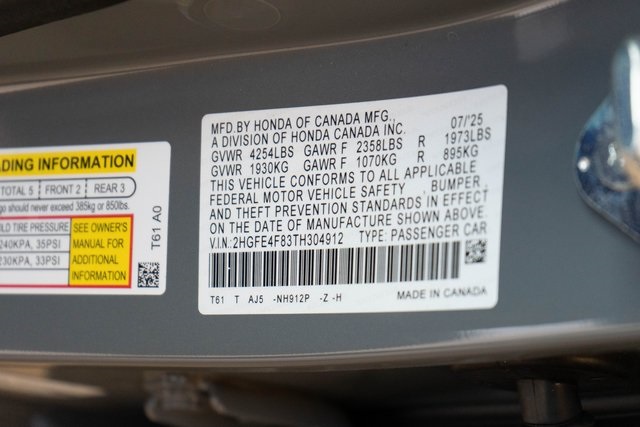 ADING INFORMATION
TOTAL 5 FRONT 2 REAR 3
go should never exceed 385kg or 850lbs.
LD TIRE PRESSURE
240KPA, 35PSI
230KPA, 33PSI
SEE OWNER'S
MANUAL FOR
ADDITIONAL
INFORMATION
T61 A0
MFD.BY HONDA OF CANADA MFG., 07/'25
A DIVISION OF HONDA CANADA INC.
GVWR 4254LBS GAWR F 2358LBS R 1973LBS
GVWR 1930KG GAWR F 1070KG R 895KG
THIS VEHICLE CONFORMS TO ALL APPLICABLE
FEDERAL MOTOR VEHICLE SAFETY , BUMPER ,
AND THEFT PREVENTION STANDARDS IN EFFECT
ON THE DATE OF MANUFACTURE SHOWN ABOVE.
V.I.N: 2HGFE4F83TH304912 TYPE: PASSENGER CAR
T61 T AJ5 -NH912P -Z -H
MADE IN CANADA